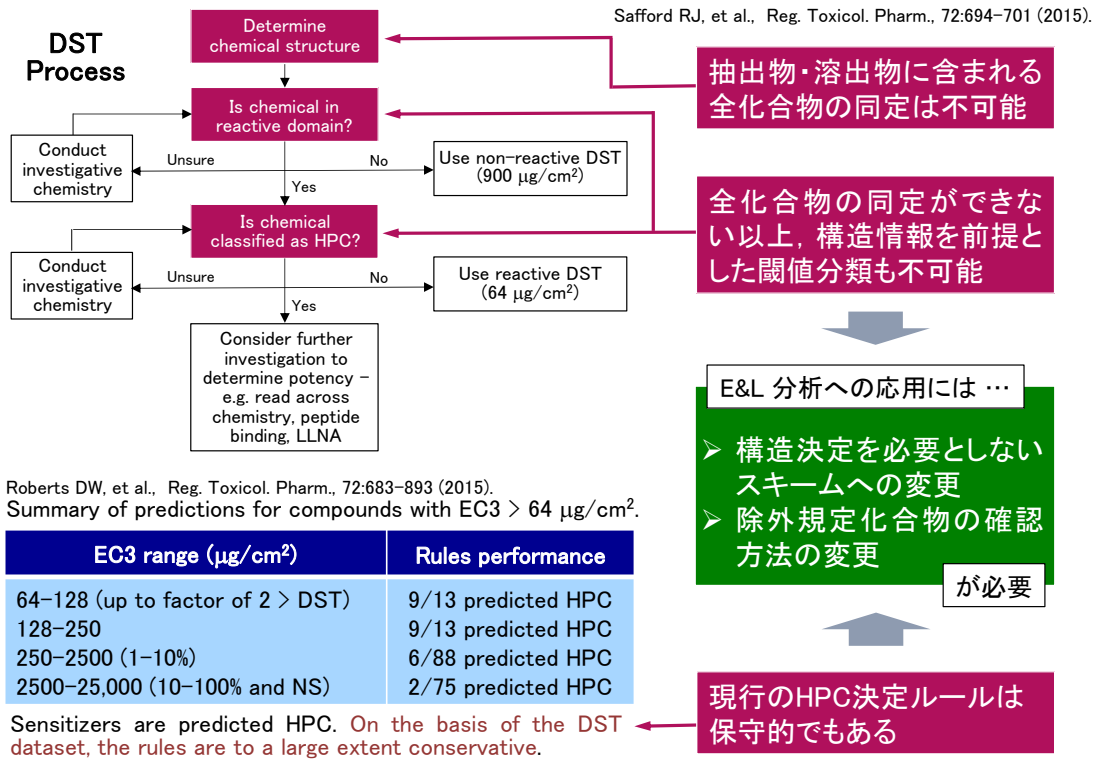 Safford RJ, et al., Reg. Toxicol. Pharm., 72:694-701 (2015).
DST
Process
Determine
chemical structure
Is chemical in
reactive domain?
Conduct
investigative
chemistry
Unsure
No
Yes
Use non-reactive DST
(900 μg/cm²)
Is chemical
classified as HPC?
Conduct
investigative
chemistry
Unsure
No
Yes
Use reactive DST
(64 μg/cm²)
Consider further
investigation to
determine potency –
e.g. read across
chemistry, peptide
binding, LLNA
抽出物・溶出物に含まれる
全化合物の同定は不可能
全化合物の同定ができな
い以上，構造情報を前提と
した閾値分類も不可能
E&L 分析への応用には …
➢ 構造決定を必要としない
スキームへの変更
➢ 除外規定化合物の確認
方法の変更
が必要
現行のHPC決定ルールは
保守的でもある
Roberts DW, et al., Reg. Toxicol. Pharm., 72:683-893 (2015).
Summary of predictions for compounds with EC3 > 64 μg/cm².
EC3 range (μg/cm²) Rules performance
64-128 (up to factor of 2 > DST) 9/13 predicted HPC
128-250 9/13 predicted HPC
250-2500 (1-10%) 6/88 predicted HPC
2500-25,000 (10-100% and NS) 2/75 predicted HPC
Sensitizers are predicted HPC. On the basis of the DST
dataset, the rules are to a large extent conservative.